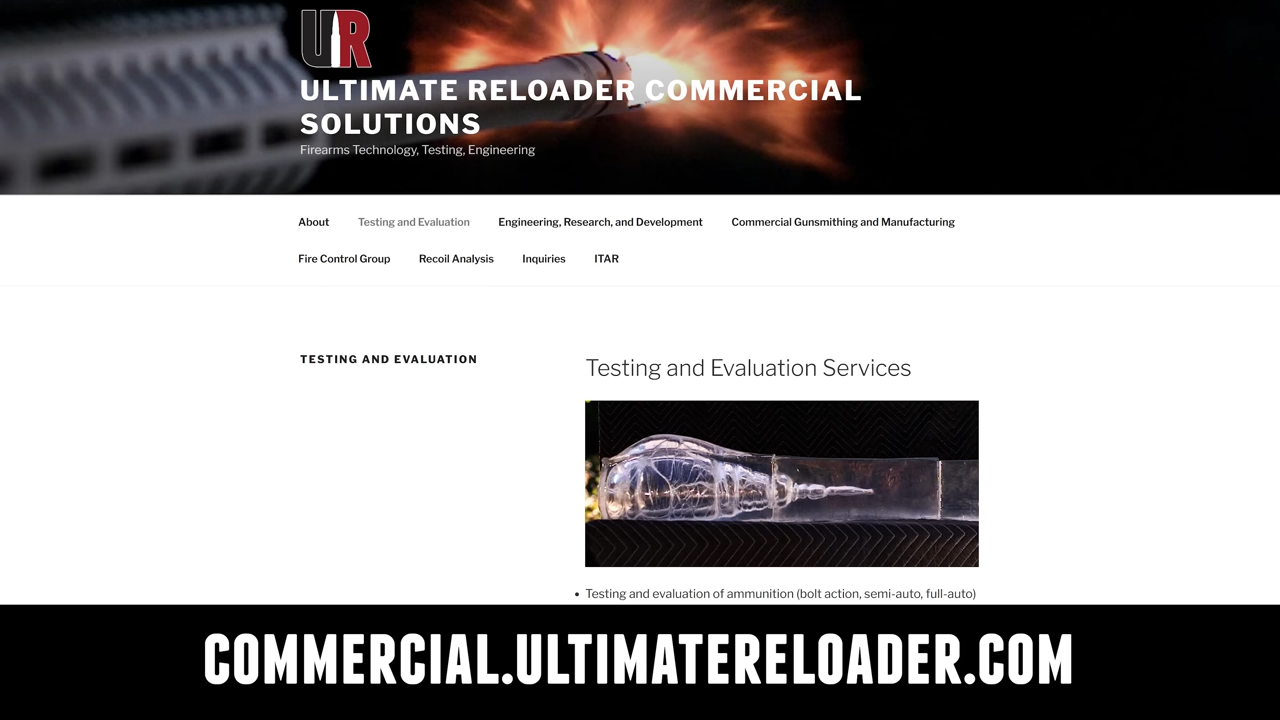 UR
ULTIMATE RELOADER COMMERCIAL
SOLUTIONS
Firearms Technology, Testing, Engineering
About Testing and Evaluation Engineering, Research, and Development Commercial Gunsmithing and Manufacturing
Fire Control Group Recoil Analysis Inquiries ITAR
TESTING AND EVALUATION
Testing and Evaluation Services
• Testing and evaluation of ammunition (bolt action, semi-auto, full-auto)
COMMERCIAL.ULTIMATERELOADER.COM